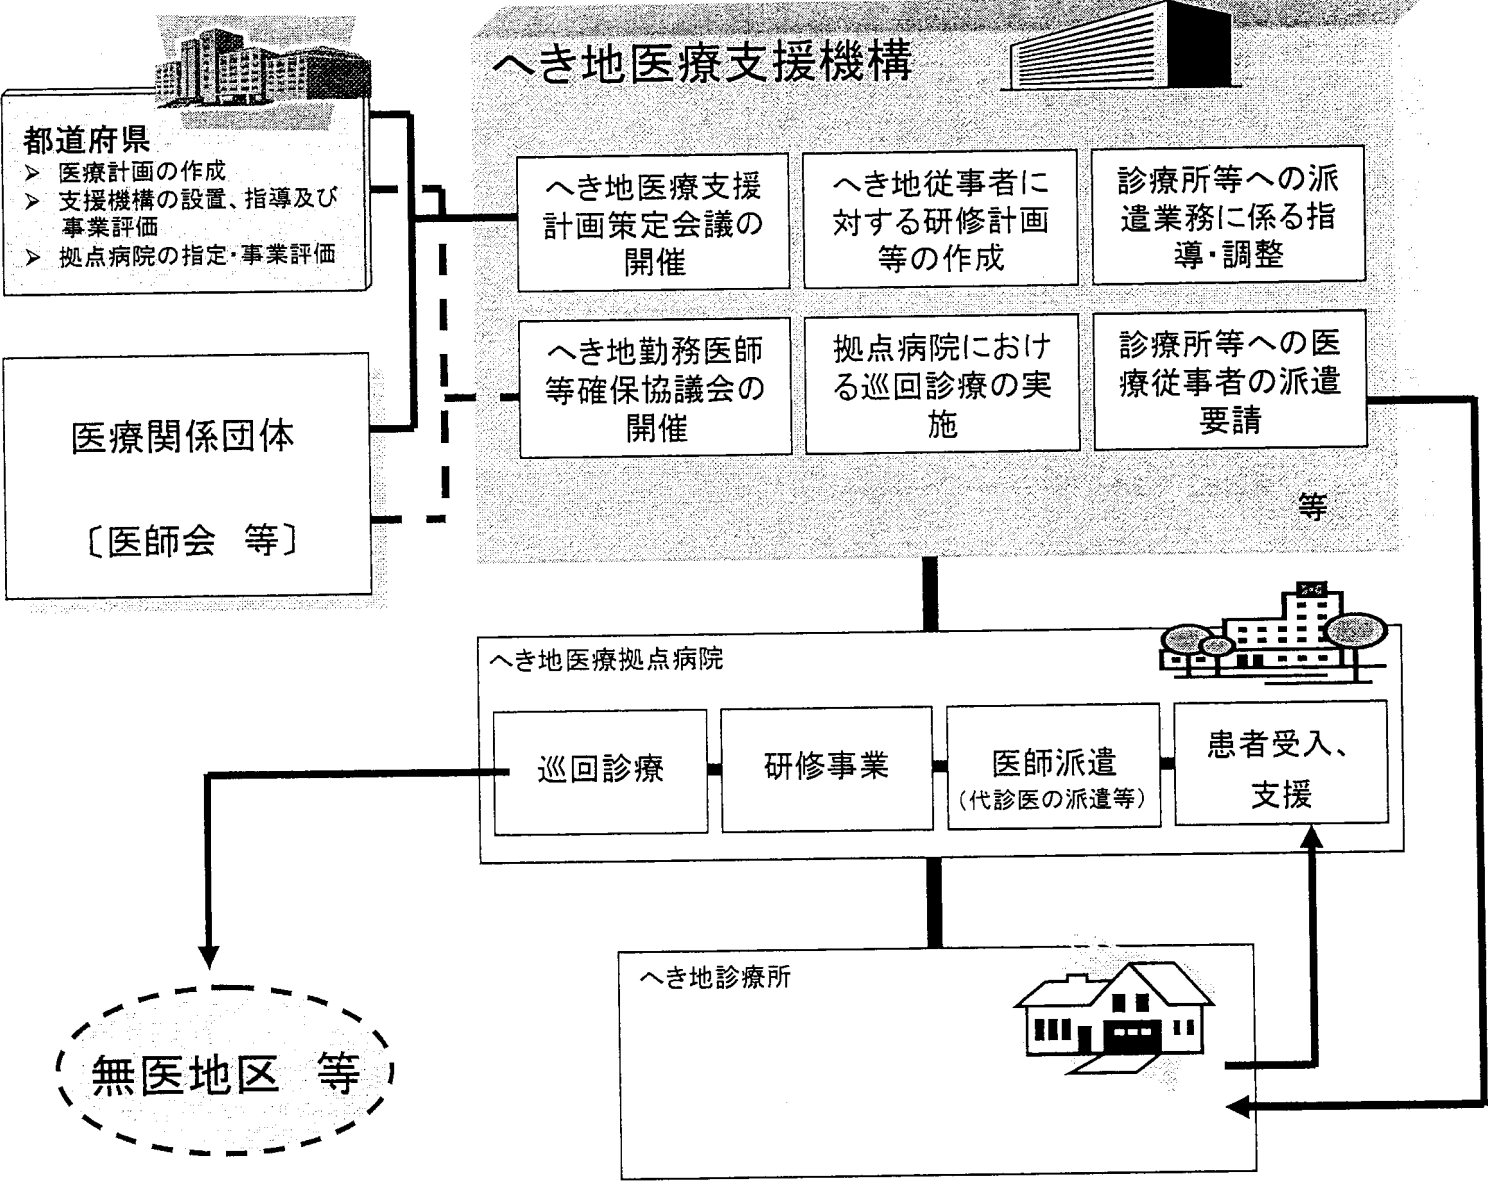 都道府県
➢ 医療計画の作成
➢ 支援機構の設置、指導及び
事業評価
➢ 拠点病院の指定・事業評価
医療関係団体
〔医師会 等〕
へき地医療支援機構
へき地医療支援
計画策定会議の
開催
へき地従事者に
対する研修計画
等の作成
診療所等への派
遣業務に係る指
導・調整
へき地勤務医師
等確保協議会の
開催
拠点病院におけ
る巡回診療の実
施
診療所等への医
療従事者の派遣
要請
等
へき地医療拠点病院
巡回診療
研修事業
医師派遣
（代診医の派遣等）
患者受入、
支援
へき地診療所
無医地区 等